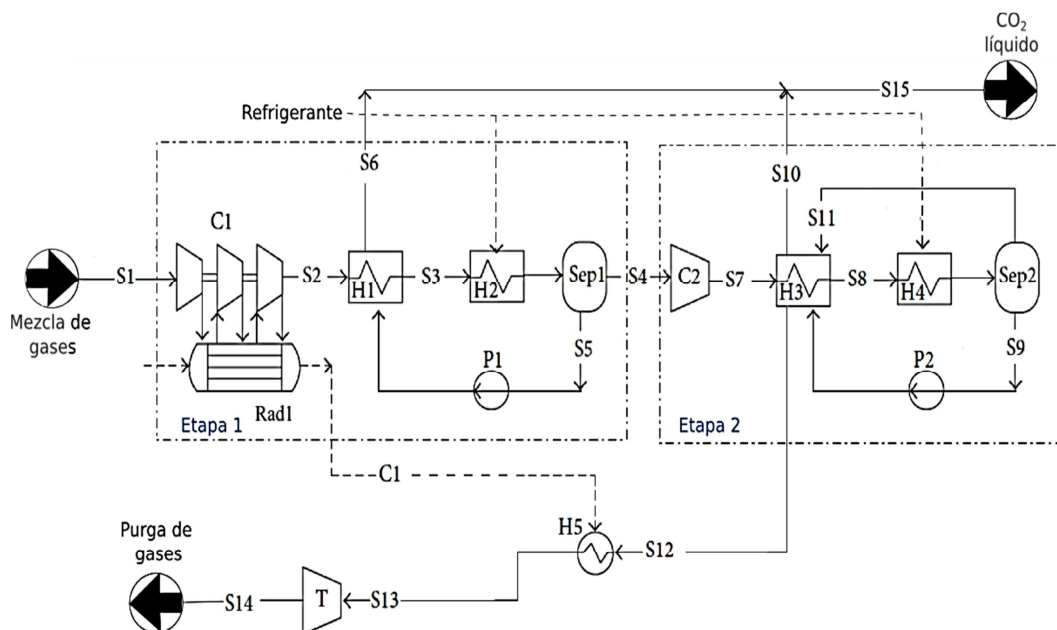 CO₂
líquido
S15
Refrigerante
S6
S10
S11
C1
S1
S2
H1
S3
H2
Sep1
S4
C2
S7
H3
S8
H4
Sep2
Mezcla de
gases
S5
S9
P1
P2
Rad1
Etapa 1
Etapa 2
C1
H5
S12
Purga de
gases
S14
T
S13